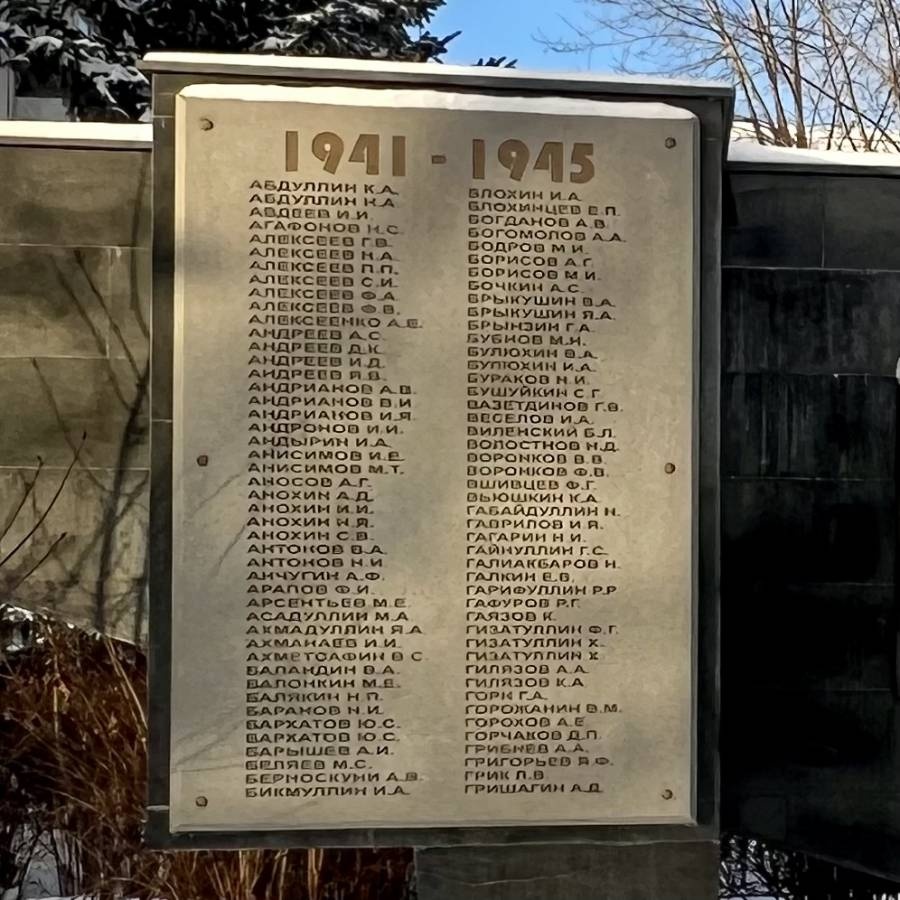 1941 - 1945
АБДУЛЛИН К.А.
АБДУЛЛИН Н.А.
АВДЕЕВ И.И.
АГАФОНОВ Н.С.
АЛЕКСЕЕВ Г.В.
АЛЕКСЕЕВ Н.А.
АЛЕКСЕЕВ П.П.
АЛЕКСЕЕВ С.И.
АЛЕКСЕЕВ Ф.А.
АЛЕКСЕЕВ Ф.В.
АЛЕКСЕЕНКО А.Е.
АНДРЕЕВ А.С.
АНДРЕЕВ Д.К.
АНДРЕЕВ И.Д.
АНДРЕЕВ Я.В.
АНДРИАНОВ А.В.
АНДРИАНОВ В.И.
АНДРИАНОВ И.Я.
АНДРОНОВ И.И.
АНДЫРИН И.А.
АНИСИМОВ И.Е.
АНИСИМОВ М.Т.
АНОСОВ А.Г.
АНОХИН А.Д.
АНОХИН И.И.
АНОХИН И.Я.
АНОХИН С.В.
АНТОНОВ В.А.
АНТОНОВ Н.И.
АНЧУГИН А.Ф.
АРАПОВ Ф.И.
АРСЕНТЬЕВ М.Е.
АСАДУЛЛИН М.А.
АХМАДУЛЛИН Я.А.
АХМАНАЕВ И.И.
АХМЕТСАФИН В.С.
БАЛАНДИН В.А.
БАЛОНКИН М.Е.
БАЛЯКИН Н.П.
БАРАНОВ Н.И.
БАРХАТОВ Ю.С.
БАРХАТОВ Ю.С.
БАРЫШЕВ А.И.
БЕЛЯЕВ М.С.
БЕРНОСКУНИ А.В.
БИКМУЛЛИН И.А.
БЛОХИН И.А.
БЛОХИНЦЕВ Е.П.
БОГДАНОВ А.В.
БОГОМОЛОВ А.А.
БОДРОВ М.И.
БОРИСОВ А.Г.
БОРИСОВ М.И.
БОЧКИН А.С.
БРЫКУШИН В.А.
БРЫКУШИН Я.А.
БРЫНЗИН Г.А.
БУБНОВ М.Н.
БУЛЮХИН В.А.
БУЛЮХИН И.А.
БУРАКОВ Н.И.
БУШУЙКИН С.Г.
ВАЗЕТДИНОВ Г.В.
ВЕСЕЛОВ И.А.
ВИЛЕНСКИЙ Б.Л.
ВОЛОСТНОВ Н.Д.
ВОРОНКОВ В.В.
ВОРОНКОВ Ф.В.
ВШИВЦЕВ Ф.Г.
ВЬЮШКИН К.А.
ГАБАЙДУЛЛИН Н.
ГАВРИЛОВ И.Я.
ГАГАРИН Н.И.
ГАЙНУЛЛИН Г.С.
ГАЛИАКБАРОВ Н.
ГАЛКИН Е.В.
ГАРИФУЛЛИН Р.Р.
ГАФУРОВ Р.Г.
ГАЯЗОВ К.
ГИЗАТУЛЛИН Ф.Г.
ГИЗАТУЛЛИН Х.
ГИЗАТУЛЛИН Х.
ГИЛЯЗОВ А.А.
ГИЛЯЗОВ К.А.
ГОРН Г.А.
ГОРОЖАНИН В.М.
ГОРОХОВ А.Е.
ГОРЧАКОВ Д.П.
ГРИБНЕВ А.А.
ГРИГОРЬЕВ Я.Ф.
ГРИК Л.В.
ГРИШАГИН А.Д.